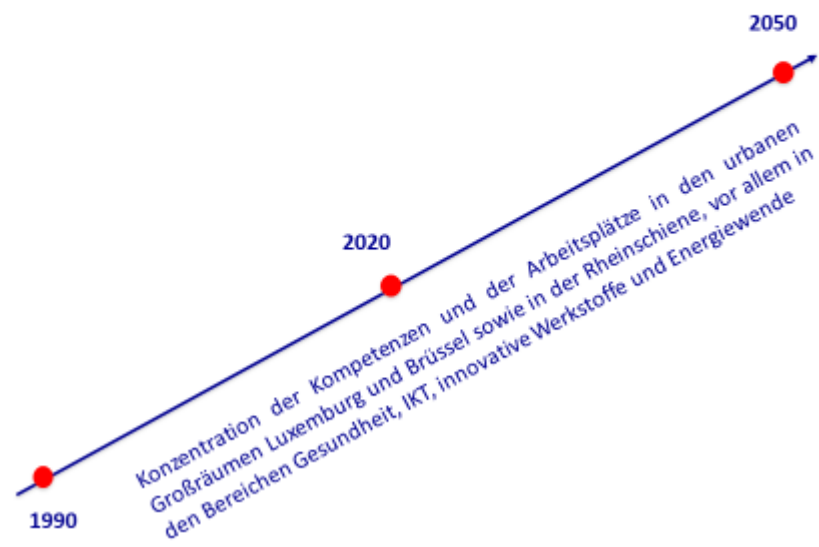 2050
2020
Konzentration der Kompetenzen und der Arbeitsplätze in den urbanen
Großräumen Luxemburg und Brüssel sowie in der Rheinschiene, vor allem in
den Bereichen Gesundheit, IKT, innovative Werkstoffe und Energiewende
1990